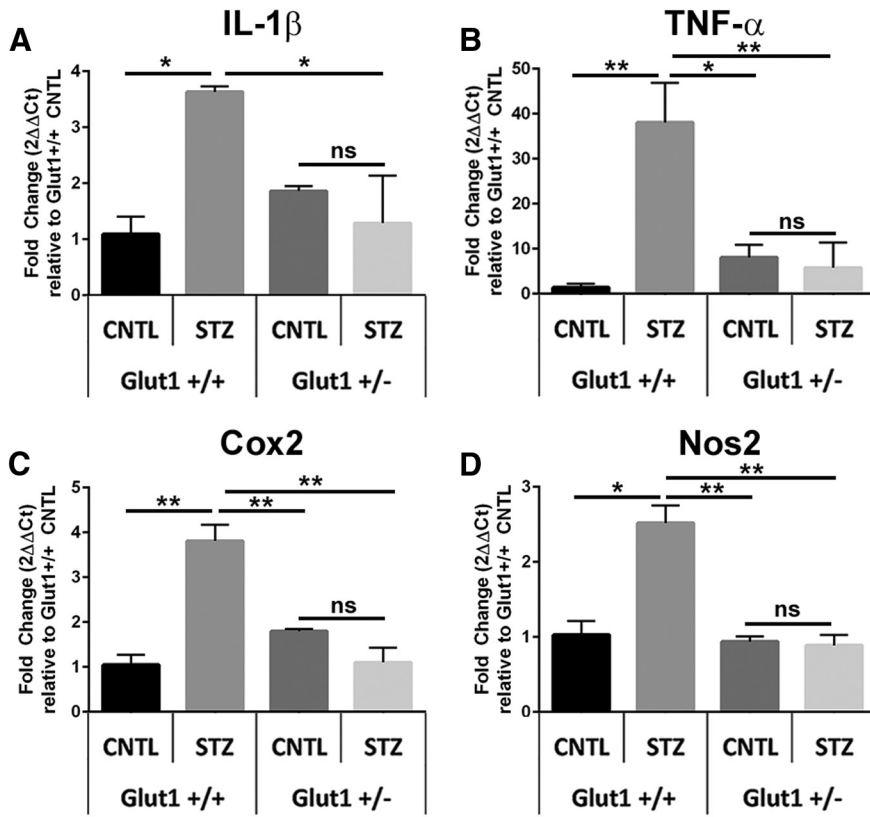 A
IL-1β
Fold Change (2ΔΔCt)
relative to Glut1+/+ CNTL
4
3
2
1
0
*
*
ns
CNTL STZ CNTL STZ
Glut1 +/+ Glut1 +/-
B
TNF-α
Fold Change (2ΔΔCt)
relative to Glut1+/+ CNTL
50
40
30
20
10
0
**
**
*
ns
CNTL STZ CNTL STZ
Glut1 +/+ Glut1 +/-
C
Cox2
Fold Change (2ΔΔCt)
relative to Glut1+/+ CNTL
5
4
3
2
1
0
**
**
**
ns
CNTL STZ CNTL STZ
Glut1 +/+ Glut1 +/-
D
Nos2
Fold Change (2ΔΔCt)
relative to Glut1+/+ CNTL
3
2
1
0
**
*
**
ns
CNTL STZ CNTL STZ
Glut1 +/+ Glut1 +/-